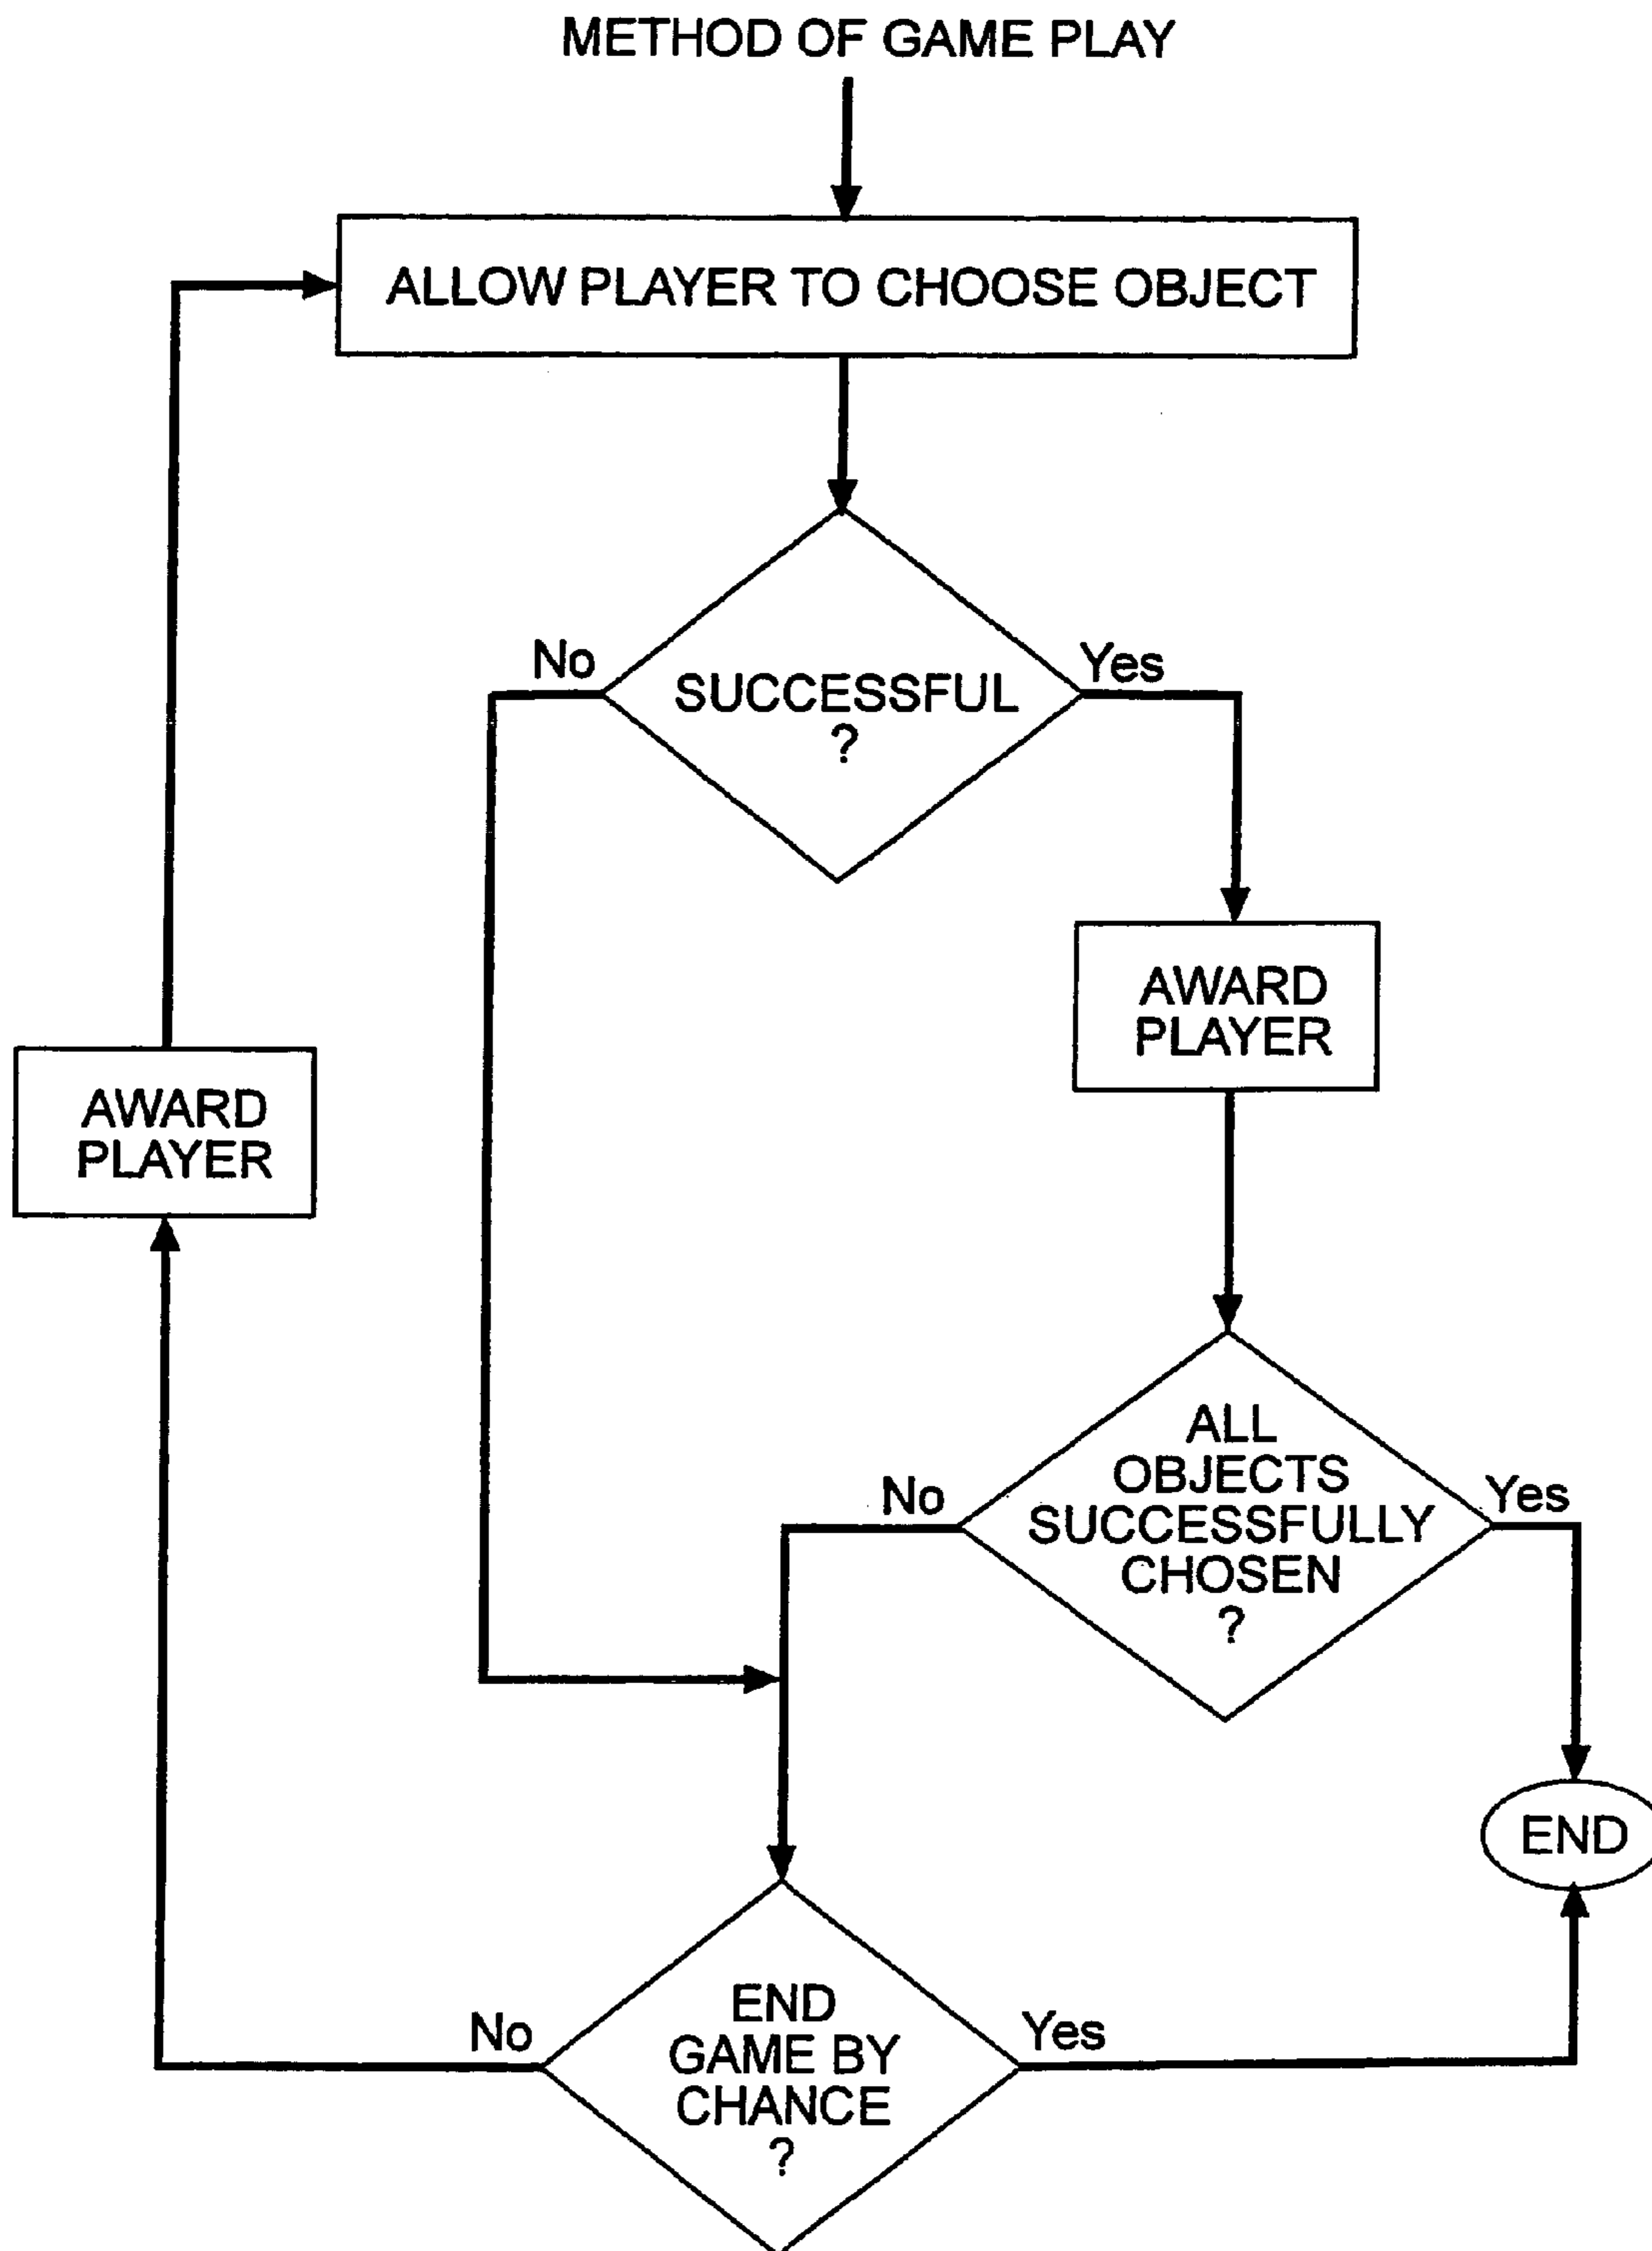 METHOD OF GAME PLAY
ALLOW PLAYER TO CHOOSE OBJECT
No
Yes
SUCCESSFUL
?
AWARD
PLAYER
AWARD
PLAYER
ALL
OBJECTS
SUCCESSFULLY
CHOSEN
?
No
Yes
END
END
GAME BY
CHANCE
?
No
Yes